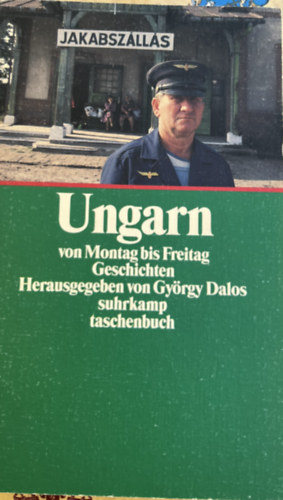 JAKABSZÁLLÁS
Ungarn
von Montag bis Freitag
Geschichten
Herausgegeben von György Dalos
suhrkamp
taschenbuch